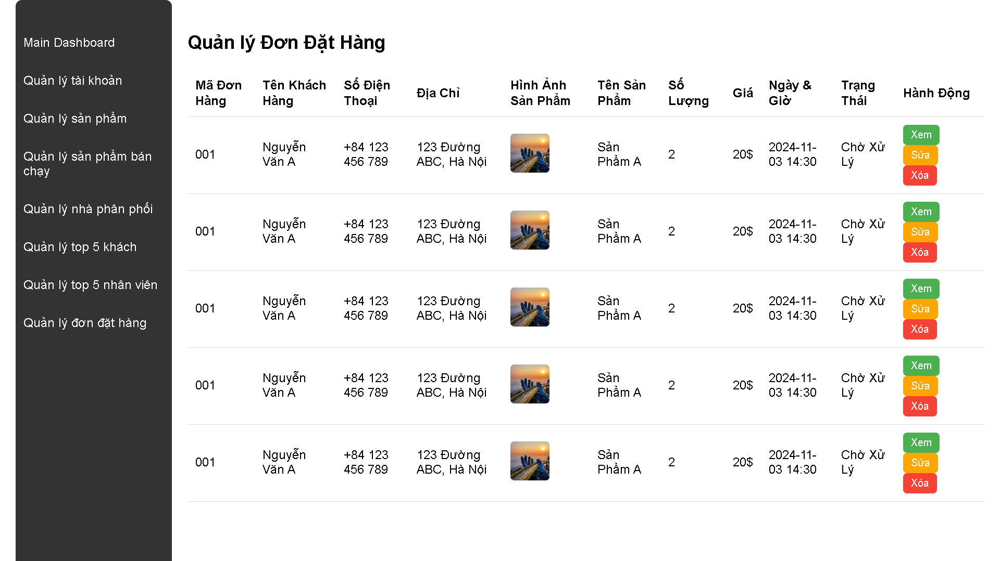 Main Dashboard
Quản lý tài khoản
Quản lý sản phẩm
Quản lý sản phẩm bán
chạy
Quản lý nhà phân phối
Quản lý top 5 khách
Quản lý top 5 nhân viên
Quản lý đơn đặt hàng
Quản lý Đơn Đặt Hàng
Mã Đơn Tên Khách Số Điện Địa Chỉ Hình Ảnh Tên Sản Số Giá Ngày & Trạng Hành Động
Hàng Hàng Thoại Sản Phẩm Phẩm Lượng Giờ Thái
Xem
001 Nguyễn +84 123 123 Đường Sản 2 20$ 2024-11- Chờ Xử Sửa
Văn A 456 789 ABC, Hà Nội Phẩm A 03 14:30 Lý
Xóa
Xem
001 Nguyễn +84 123 123 Đường Sản 2 20$ 2024-11- Chờ Xử Sửa
Văn A 456 789 ABC, Hà Nội Phẩm A 03 14:30 Lý
Xóa
Xem
001 Nguyễn +84 123 123 Đường Sản 2 20$ 2024-11- Chờ Xử Sửa
Văn A 456 789 ABC, Hà Nội Phẩm A 03 14:30 Lý
Xóa
Xem
001 Nguyễn +84 123 123 Đường Sản 2 20$ 2024-11- Chờ Xử Sửa
Văn A 456 789 ABC, Hà Nội Phẩm A 03 14:30 Lý
Xóa
Xem
001 Nguyễn +84 123 123 Đường Sản 2 20$ 2024-11- Chờ Xử Sửa
Văn A 456 789 ABC, Hà Nội Phẩm A 03 14:30 Lý
Xóa